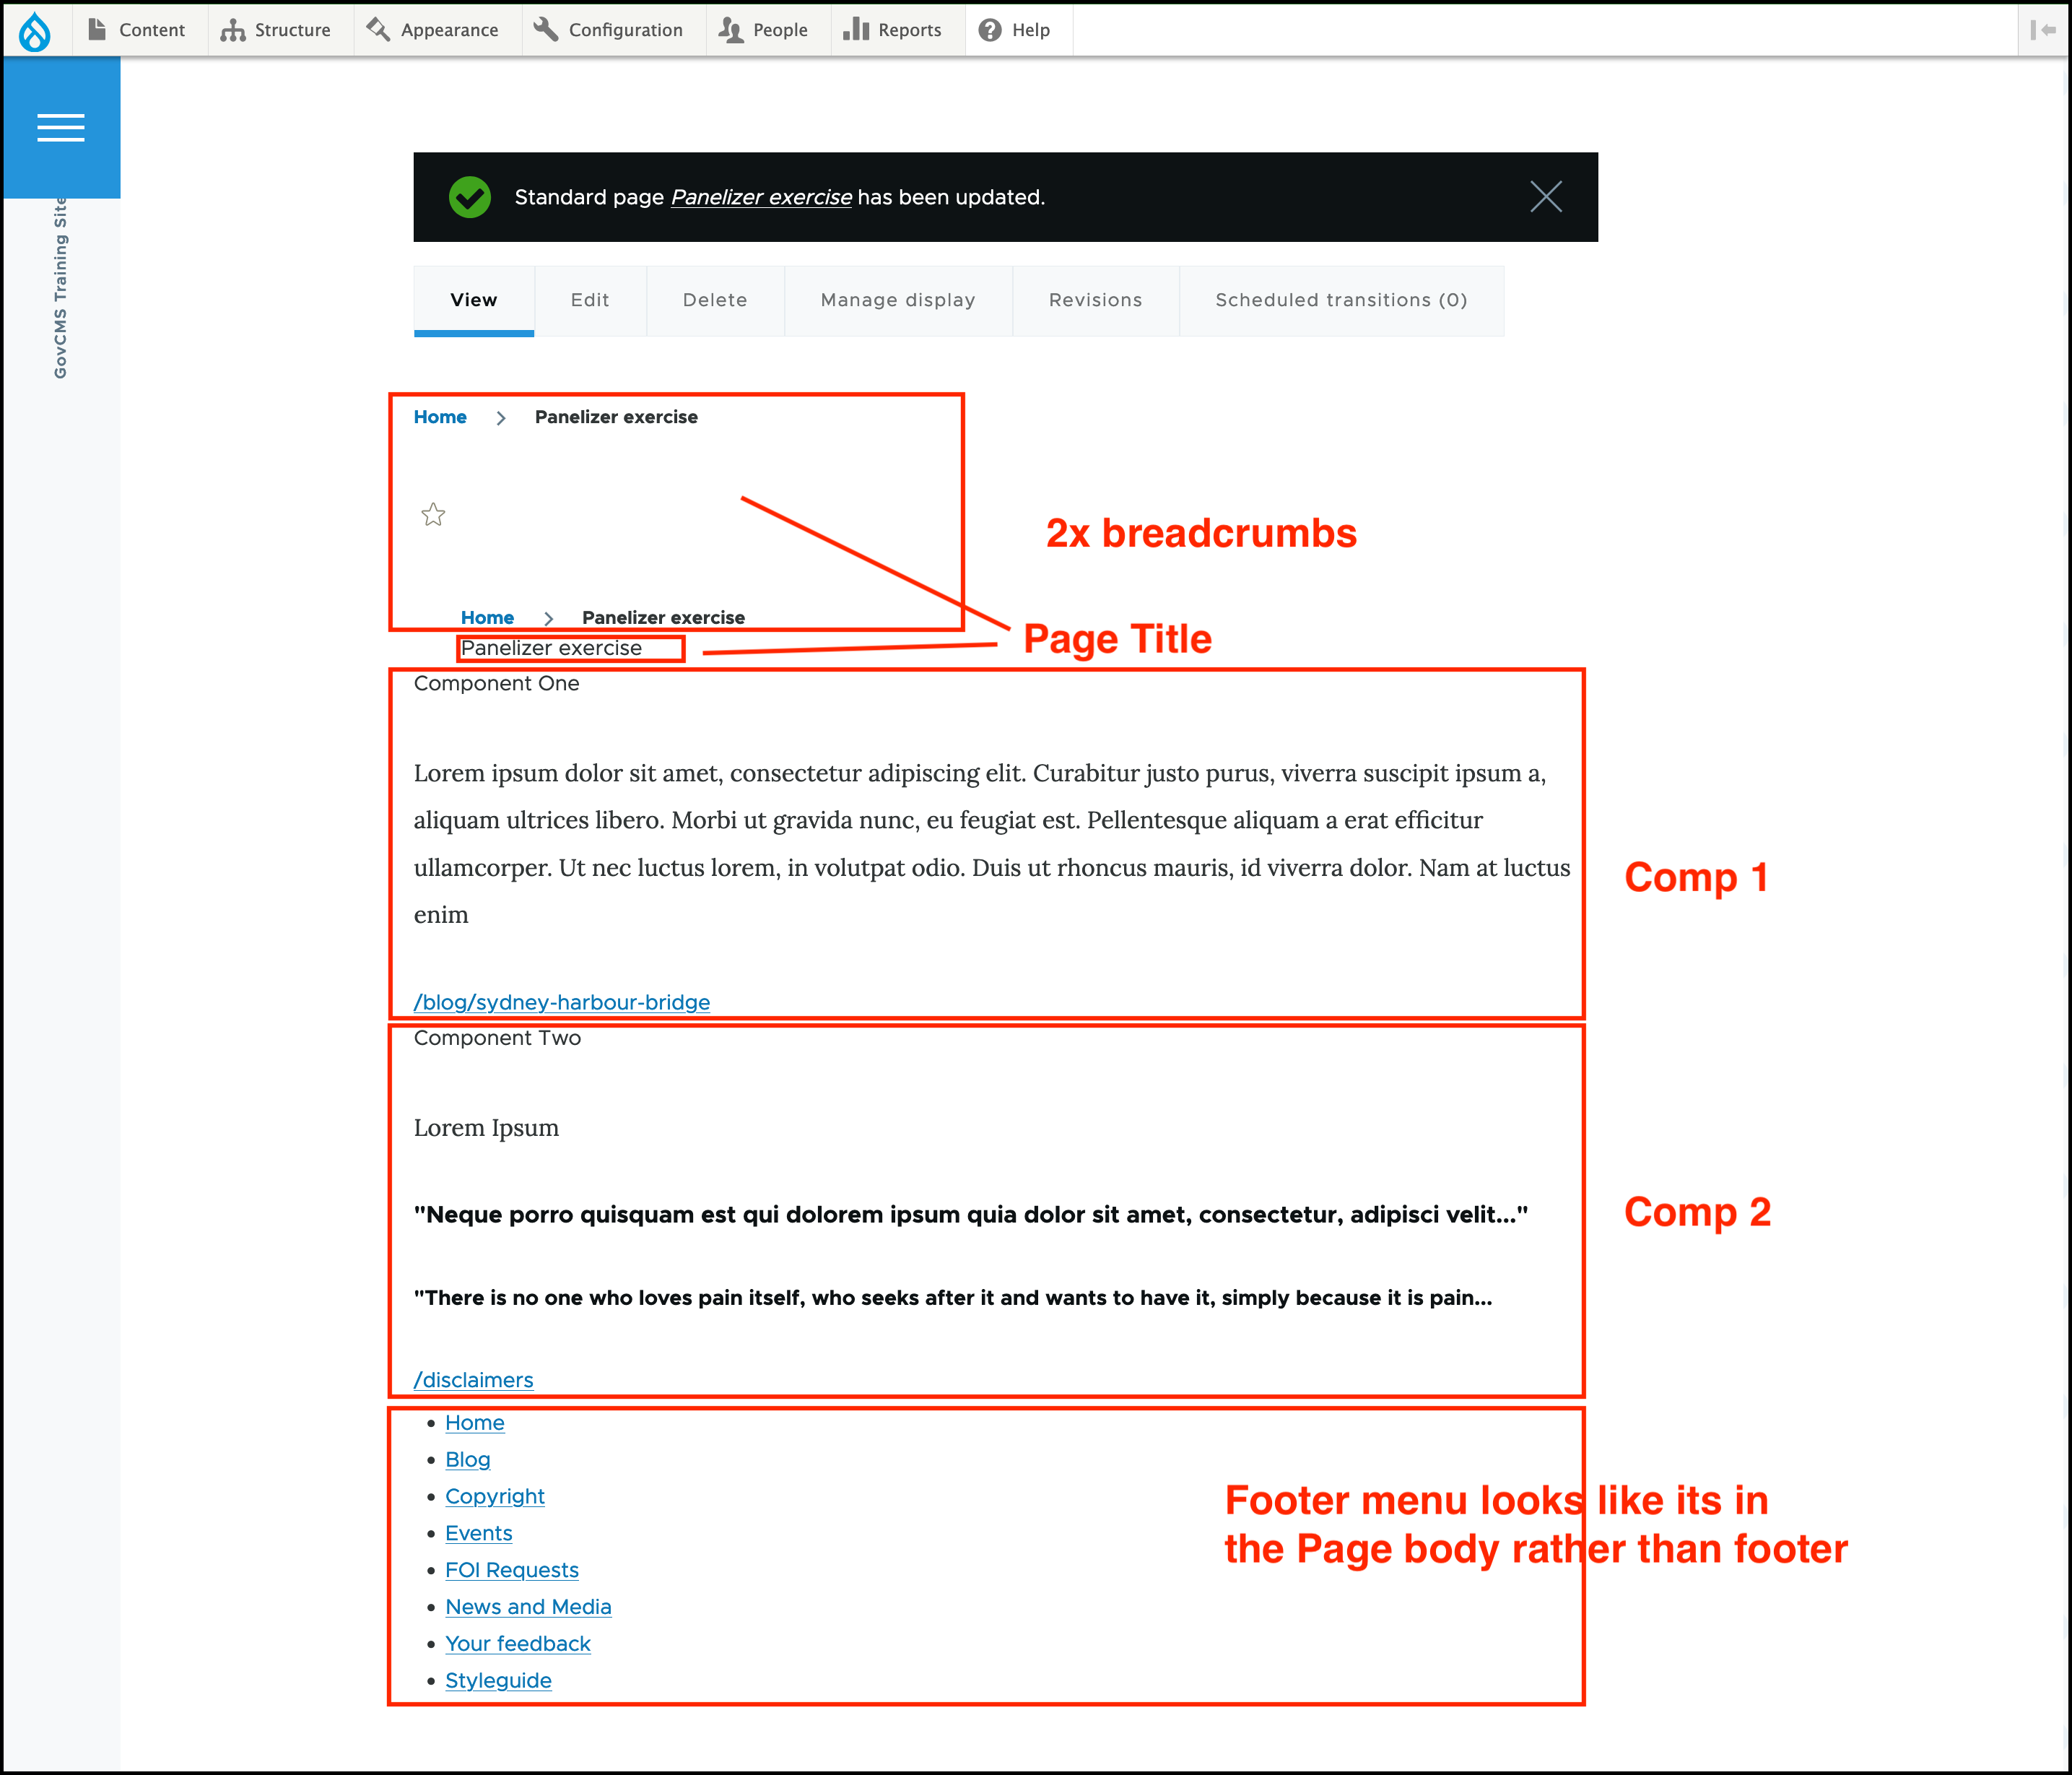 Content Structure Appearance Configuration People Reports Help
GovCMS Training Site
Standard page Panelizer exercise has been updated.
View Edit Delete Manage display Revisions Scheduled transitions (0)
Home > Panelizer exercise
2x breadcrumbs
Home > Panelizer exercise
Page Title
Panelizer exercise
Component One
Lorem ipsum dolor sit amet, consectetur adipiscing elit. Curabitur justo purus, viverra suscipit ipsum a,
aliquam ultrices libero. Morbi ut gravida nunc, eu feugiat est. Pellentesque aliquam a erat efficitur
ullamcorper. Ut nec luctus lorem, in volutpat odio. Duis ut rhoncus mauris, id viverra dolor. Nam at luctus
enim
Comp 1
/blog/sydney-harbour-bridge
Component Two
Lorem Ipsum
"Neque porro quisquam est qui dolorem ipsum quia dolor sit amet, consectetur, adipisci velit..."
Comp 2
"There is no one who loves pain itself, who seeks after it and wants to have it, simply because it is pain...
/disclaimers
Home
Blog
Copyright
Events
FOI Requests
News and Media
Your feedback
Styleguide
Footer menu looks like its in
the Page body rather than footer